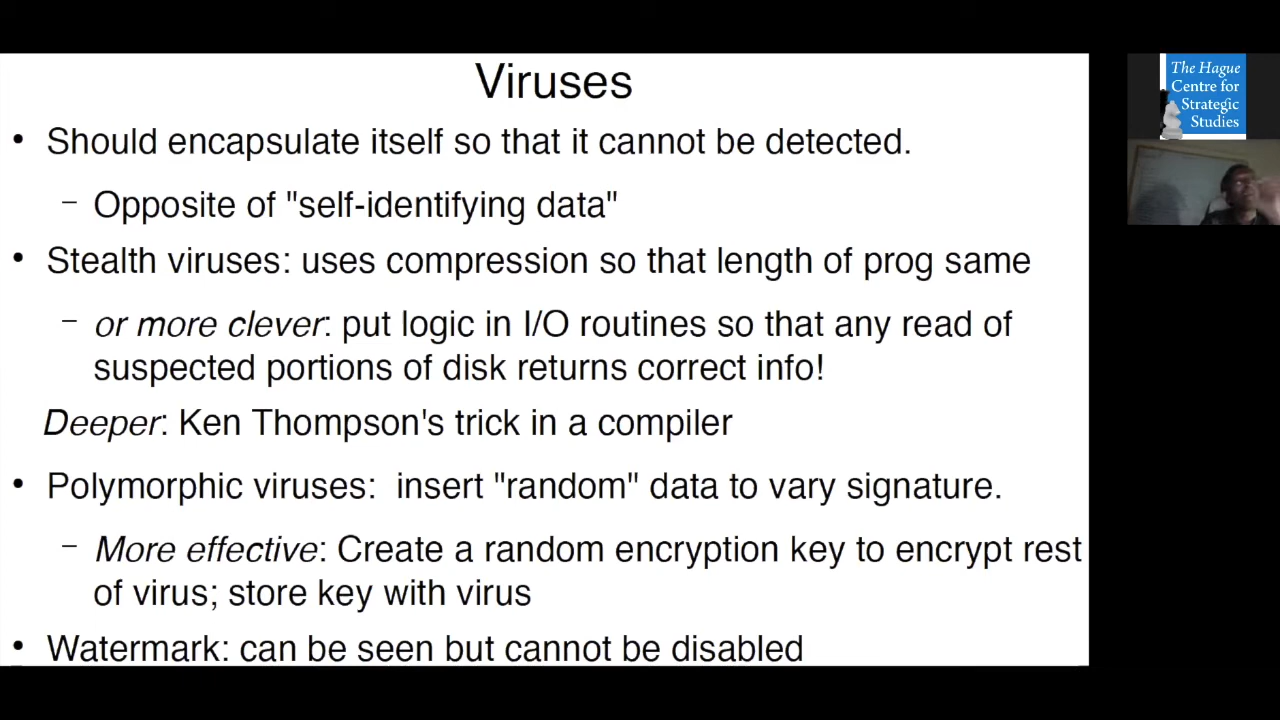 Viruses
• Should encapsulate itself so that it cannot be detected.
– Opposite of "self-identifying data"
• Stealth viruses: uses compression so that length of prog same
– or more clever: put logic in I/O routines so that any read of
suspected portions of disk returns correct info!
Deeper: Ken Thompson's trick in a compiler
• Polymorphic viruses:  insert "random" data to vary signature.
– More effective: Create a random encryption key to encrypt rest
of virus; store key with virus
• Watermark: can be seen but cannot be disabled
The Hague
Centre for
Strategic
Studies